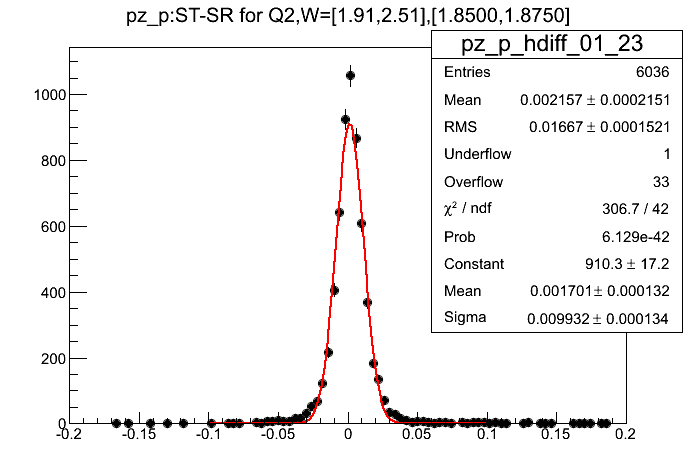 pz_p:ST-SR for Q2,W=[1.91,2.51],[1.8500,1.8750]
pz_p_hdiff_01_23
Entries 6036
Mean 0.002157 ± 0.0002151
RMS 0.01667 ± 0.0001521
Underflow 1
Overflow 33
χ² / ndf 306.7 / 42
Prob 6.129e-42
Constant 910.3 ± 17.2
Mean 0.001701 ± 0.000132
Sigma 0.009932 ± 0.000134
1000
800
600
400
200
0
-0.2 -0.15 -0.1 -0.05 0 0.05 0.1 0.15 0.2